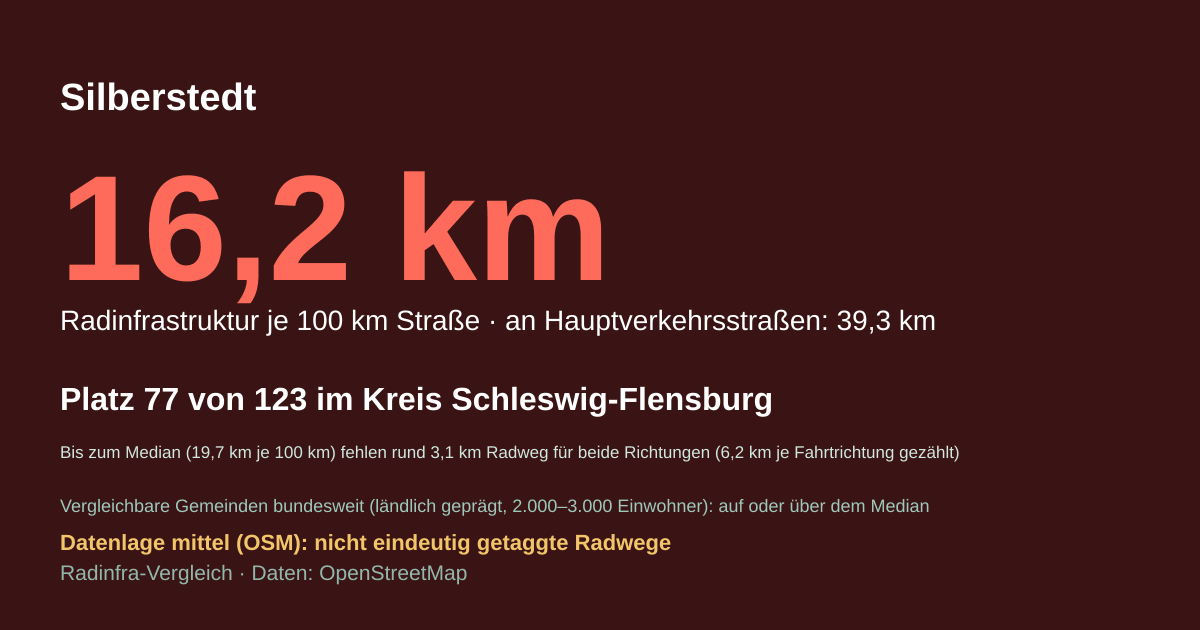 Silberstedt
16,2 km
Radinfrastruktur je 100 km Straße · an Hauptverkehrsstraßen: 39,3 km
Platz 77 von 123 im Kreis Schleswig-Flensburg
Bis zum Median (19,7 km je 100 km) fehlen rund 3,1 km Radweg für beide Richtungen (6,2 km je Fahrtrichtung gezählt)
Vergleichbare Gemeinden bundesweit (ländlich geprägt, 2.000–3.000 Einwohner): auf oder über dem Median
Datenlage mittel (OSM): nicht eindeutig getaggte Radwege
Radinfra-Vergleich · Daten: OpenStreetMap